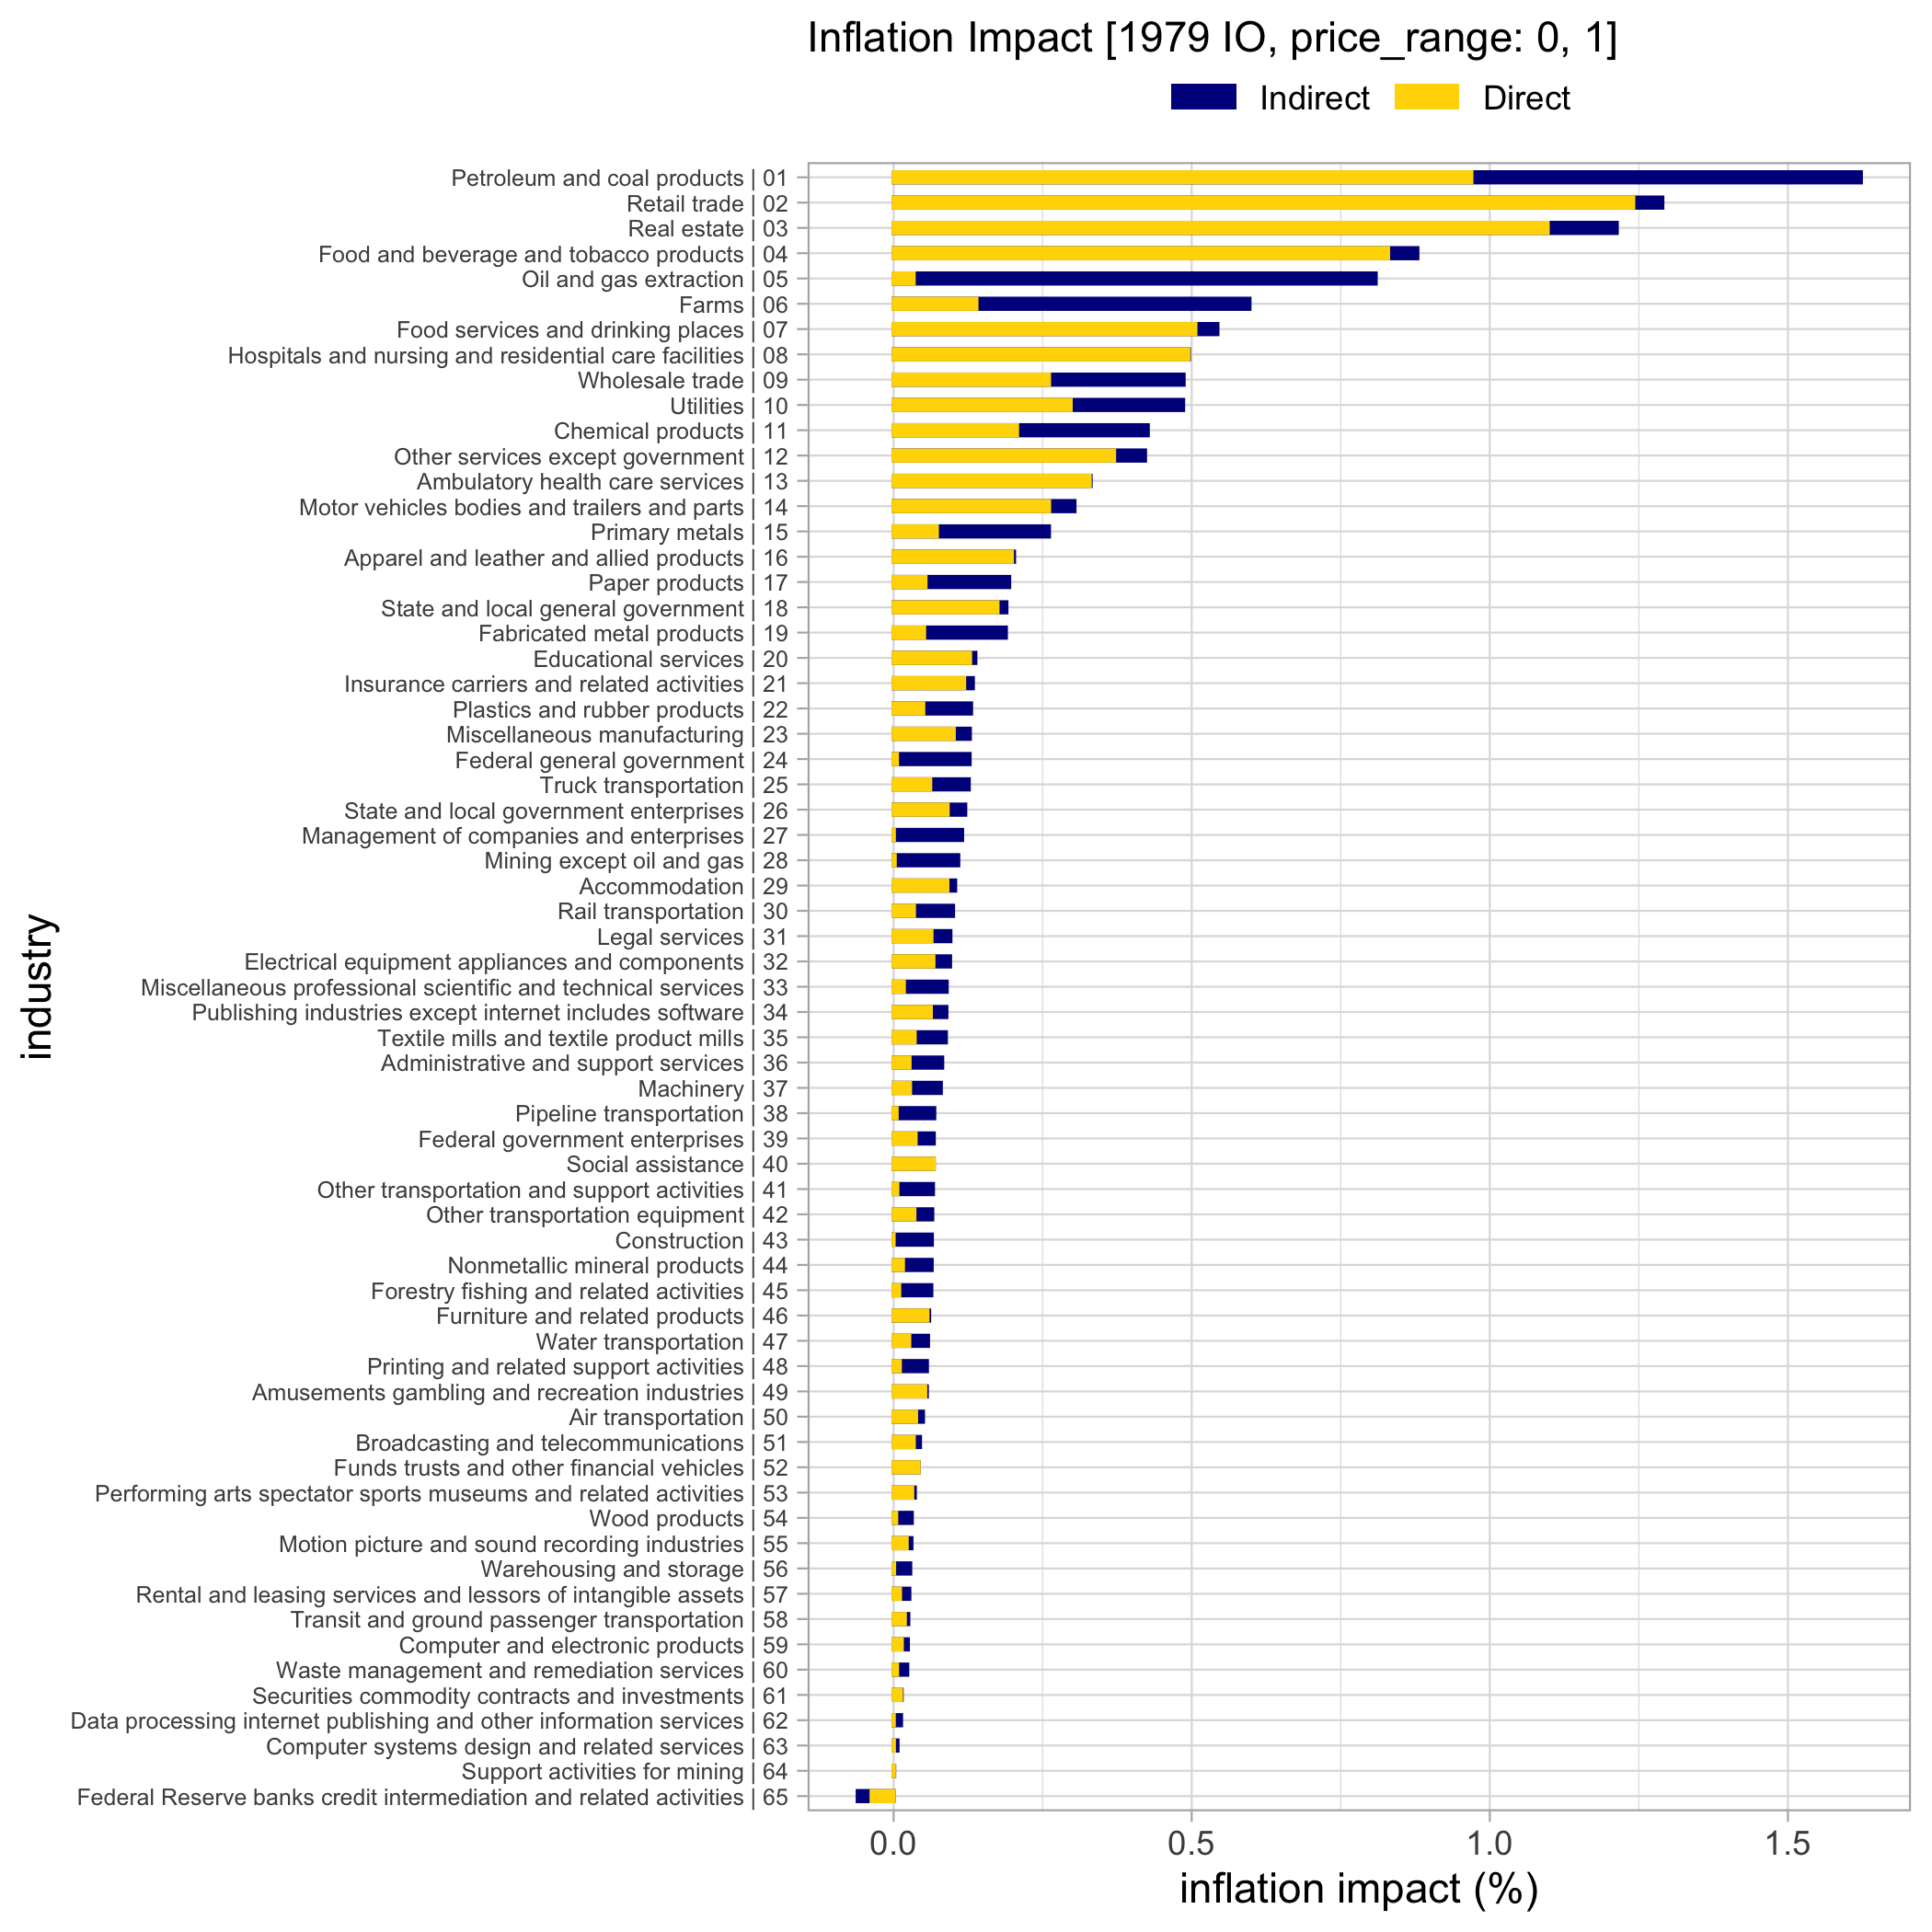 Inflation Impact [1979 IO, price_range: 0, 1]
Indirect Direct
Petroleum and coal products | 01
Retail trade | 02
Real estate | 03
Food and beverage and tobacco products | 04
Oil and gas extraction | 05
Farms | 06
Food services and drinking places | 07
Hospitals and nursing and residential care facilities | 08
Wholesale trade | 09
Utilities | 10
Chemical products | 11
Other services except government | 12
Ambulatory health care services | 13
Motor vehicles bodies and trailers and parts | 14
Primary metals | 15
Apparel and leather and allied products | 16
Paper products | 17
State and local general government | 18
Fabricated metal products | 19
Educational services | 20
Insurance carriers and related activities | 21
Plastics and rubber products | 22
Miscellaneous manufacturing | 23
Federal general government | 24
Truck transportation | 25
State and local government enterprises | 26
Management of companies and enterprises | 27
Mining except oil and gas | 28
Accommodation | 29
Rail transportation | 30
Legal services | 31
Electrical equipment appliances and components | 32
Miscellaneous professional scientific and technical services | 33
Publishing industries except internet includes software | 34
Textile mills and textile product mills | 35
Administrative and support services | 36
Machinery | 37
Pipeline transportation | 38
Federal government enterprises | 39
Social assistance | 40
Other transportation and support activities | 41
Other transportation equipment | 42
Construction | 43
Nonmetallic mineral products | 44
Forestry fishing and related activities | 45
Furniture and related products | 46
Water transportation | 47
Printing and related support activities | 48
Amusements gambling and recreation industries | 49
Air transportation | 50
Broadcasting and telecommunications | 51
Funds trusts and other financial vehicles | 52
Performing arts spectator sports museums and related activities | 53
Wood products | 54
Motion picture and sound recording industries | 55
Warehousing and storage | 56
Rental and leasing services and lessors of intangible assets | 57
Transit and ground passenger transportation | 58
Computer and electronic products | 59
Waste management and remediation services | 60
Securities commodity contracts and investments | 61
Data processing internet publishing and other information services | 62
Computer systems design and related services | 63
Support activities for mining | 64
Federal Reserve banks credit intermediation and related activities | 65
industry
0.0 0.5 1.0 1.5
inflation impact (%)